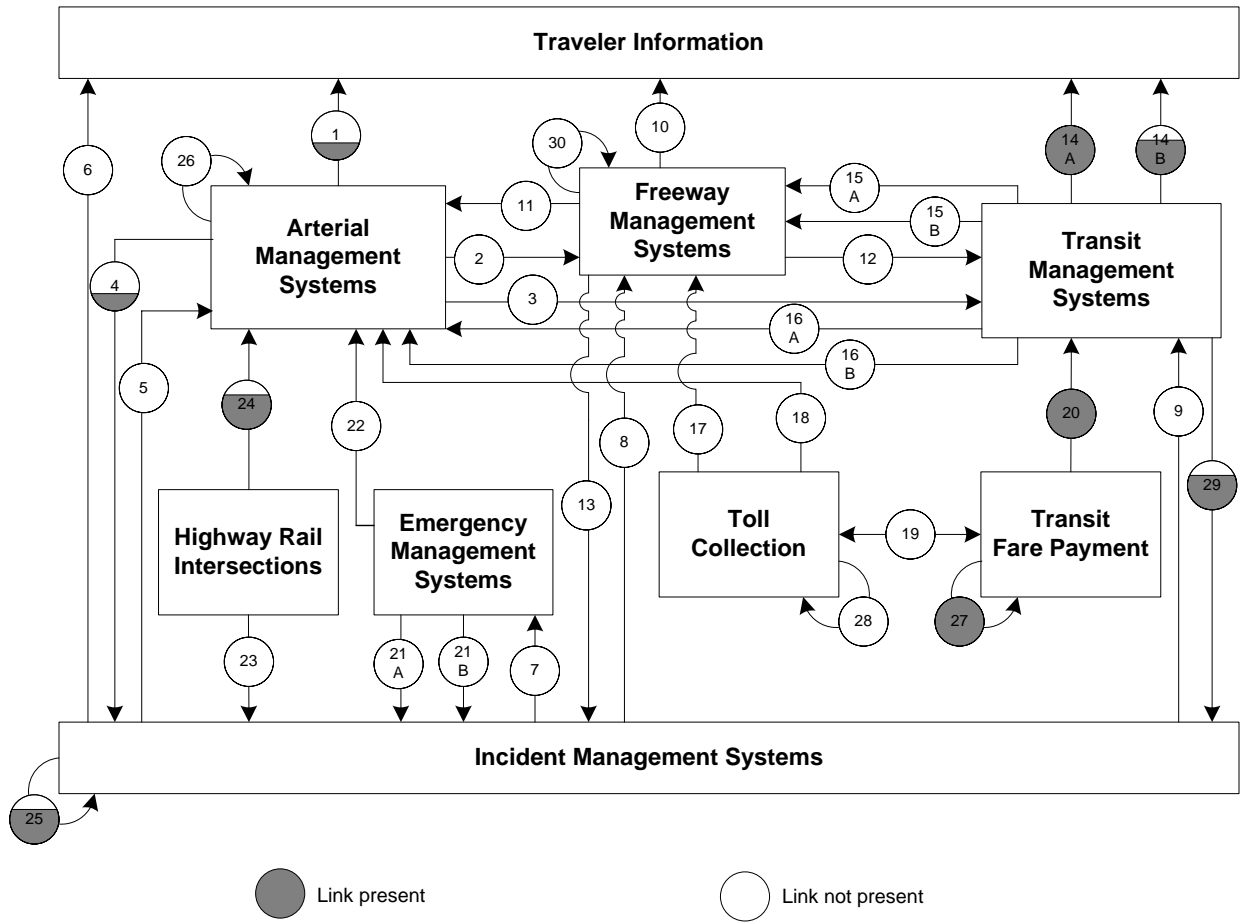 Traveler Information
1
10
14
A
14
B
6
26
30
15
A
11
Freeway
Management
Systems
15
B
Arterial
Management
Systems
2
12
Transit
Management
Systems
4
3
16
A
5
16
B
24
22
8
17
18
20
9
13
29
Highway Rail
Intersections
Emergency
Management
Systems
Toll
Collection
19
Transit
Fare Payment
28
27
23
21
A
21
B
7
Incident Management Systems
25
Link present
Link not present